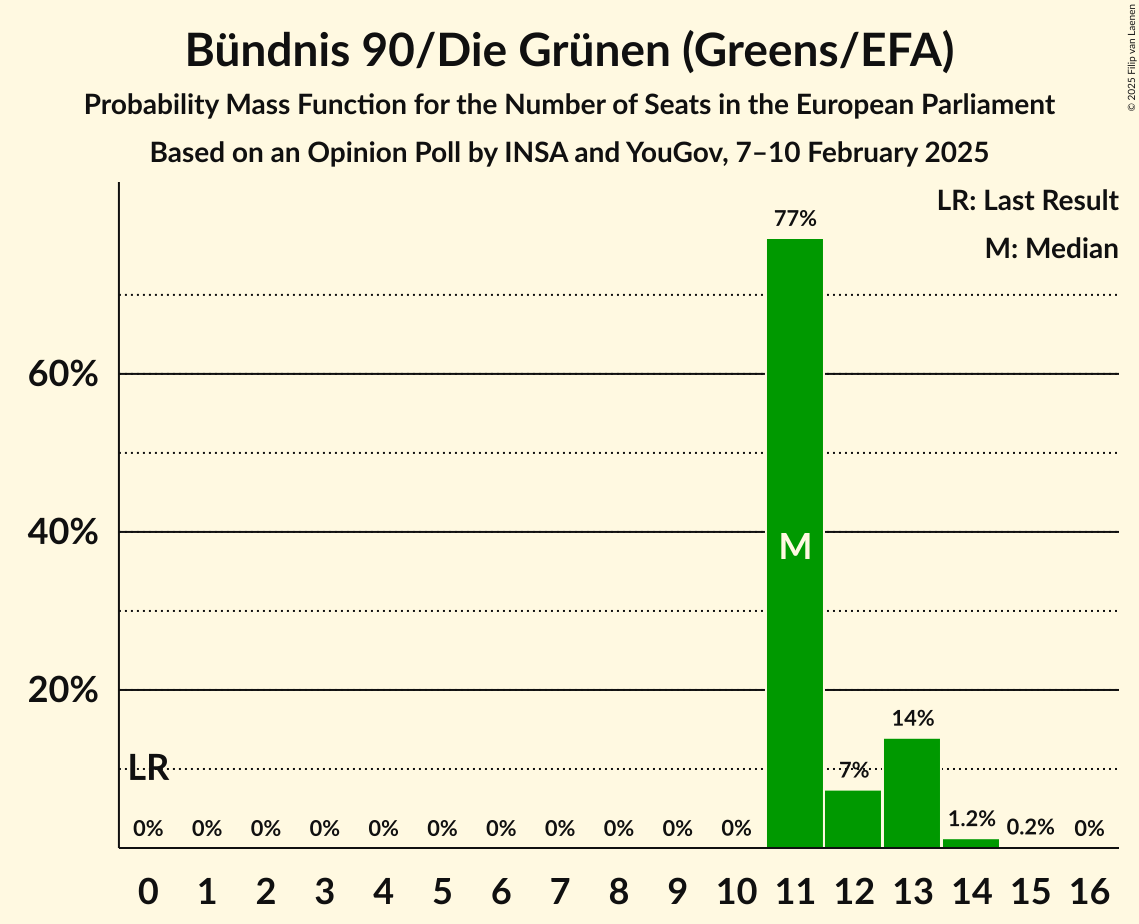 Bündnis 90/Die Grünen (Greens/EFA)
Probability Mass Function for the Number of Seats in the European Parliament
Based on an Opinion Poll by INSA and YouGov, 7–10 February 2025
© 2025 Filip van Laenen
LR: Last Result
M: Median
77%
60%
40%
M
20%
14%
LR
7%
0% 0% 0% 0% 0% 0% 0% 0% 0% 0% 0% 1.2% 0.2% 0%
0 1 2 3 4 5 6 7 8 9 10 11 12 13 14 15 16